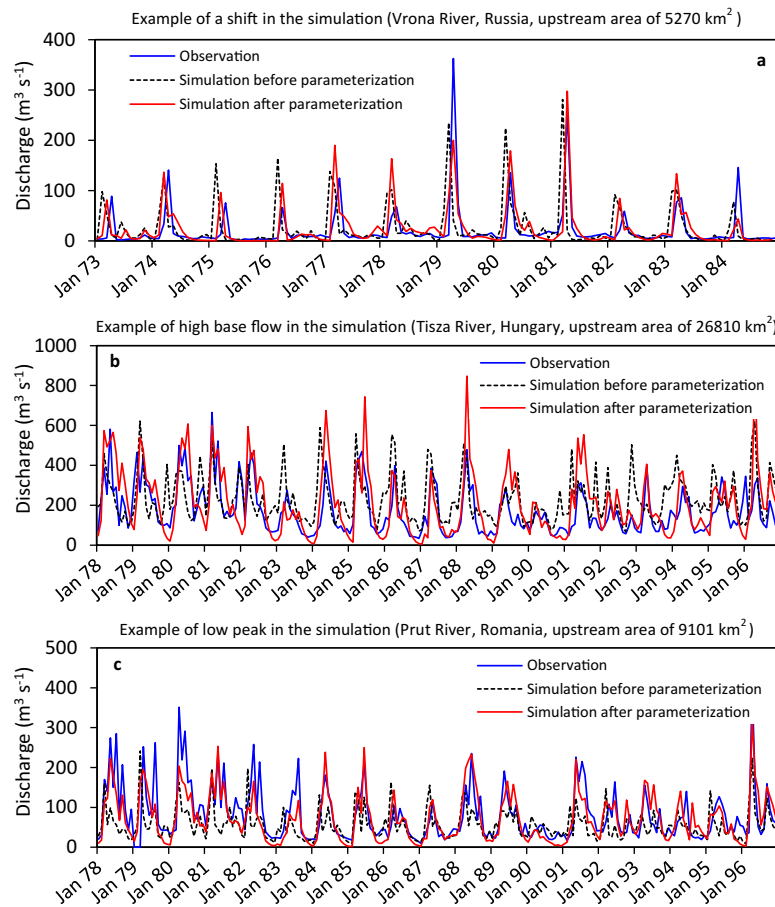 Example of a shift in the simulation (Vrona River, Russia, upstream area of 5270 km²)
400
300
200
100
0
Discharge (m³ s⁻¹)
Observation
Simulation before parameterization
Simulation after parameterization
a
Jan 73
Jan 74
Jan 75
Jan 76
Jan 77
Jan 78
Jan 79
Jan 80
Jan 81
Jan 82
Jan 83
Jan 84
Example of high base flow in the simulation (Tisza River, Hungary, upstream area of 26810 km²)
1000
800
600
400
200
0
Discharge (m³ s⁻¹)
b
Observation
Simulation before parameterization
Simulation after parameterization
Jan 78
Jan 79
Jan 80
Jan 81
Jan 82
Jan 83
Jan 84
Jan 85
Jan 86
Jan 87
Jan 88
Jan 89
Jan 90
Jan 91
Jan 92
Jan 93
Jan 94
Jan 95
Jan 96
Example of low peak in the simulation (Prut River, Romania, upstream area of 9101 km²)
500
400
300
200
100
0
Discharge (m³ s⁻¹)
c
Observation
Simulation before parameterization
Simulation after parameterization
Jan 78
Jan 79
Jan 80
Jan 81
Jan 82
Jan 83
Jan 84
Jan 85
Jan 86
Jan 87
Jan 88
Jan 89
Jan 90
Jan 91
Jan 92
Jan 93
Jan 94
Jan 95
Jan 96